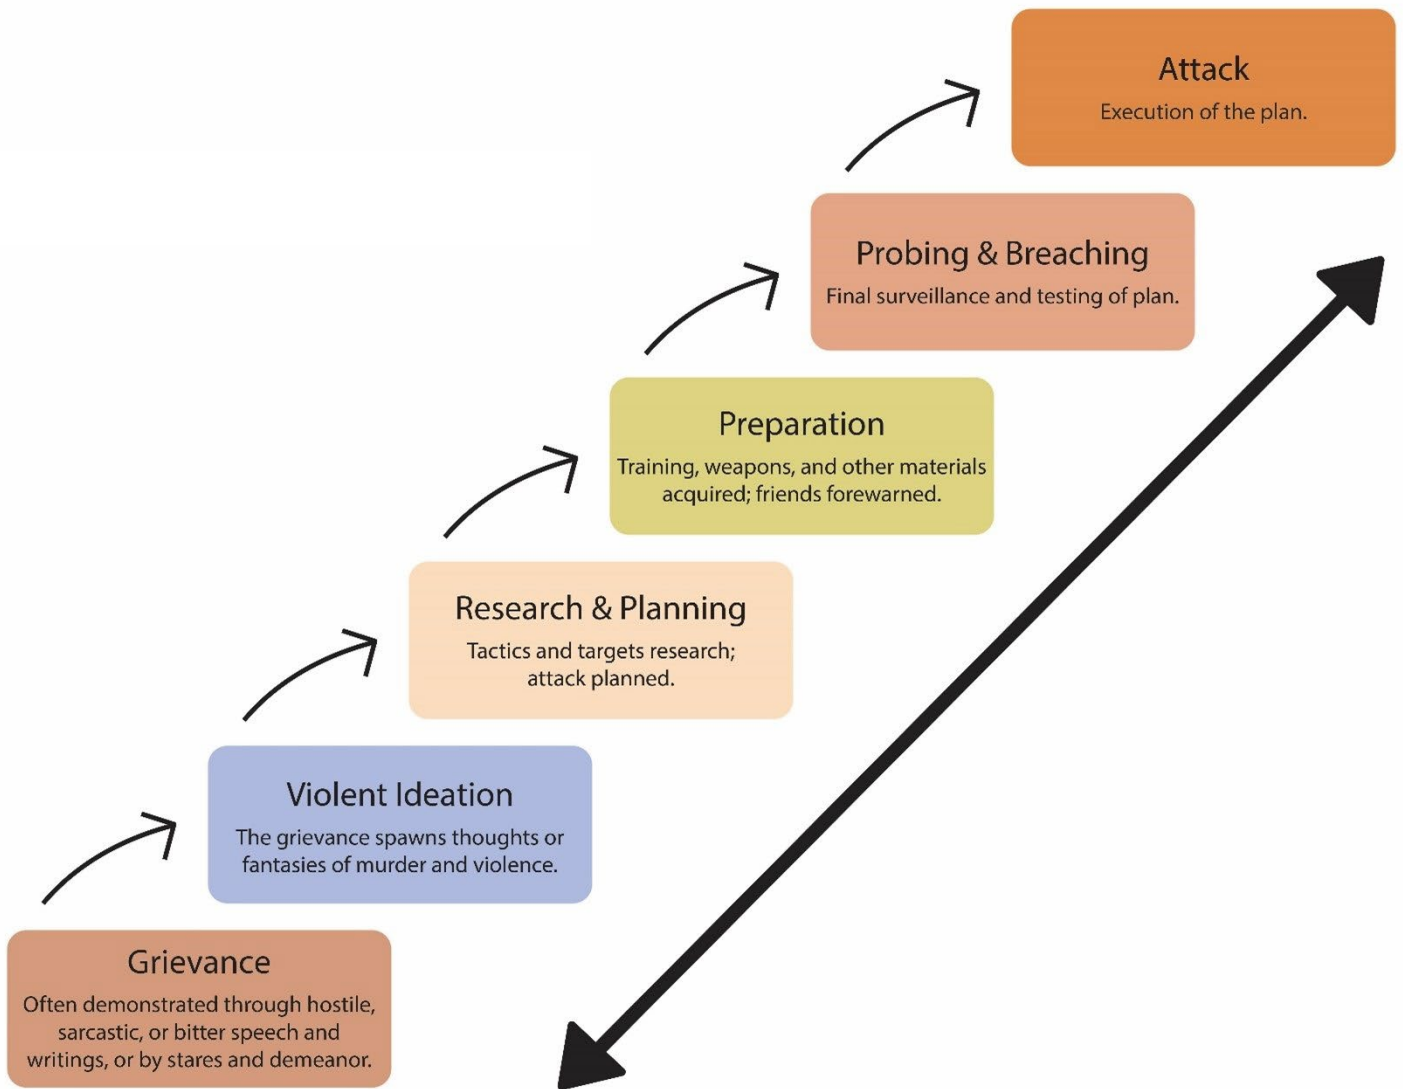 Attack
Execution of the plan.
Probing & Breaching
Final surveillance and testing of plan.
Preparation
Training, weapons, and other materials
acquired; friends forewarned.
Research & Planning
Tactics and targets research;
attack planned.
Violent Ideation
The grievance spawns thoughts or
fantasies of murder and violence.
Grievance
Often demonstrated through hostile,
sarcastic, or bitter speech and
writings, or by stares and demeanor.